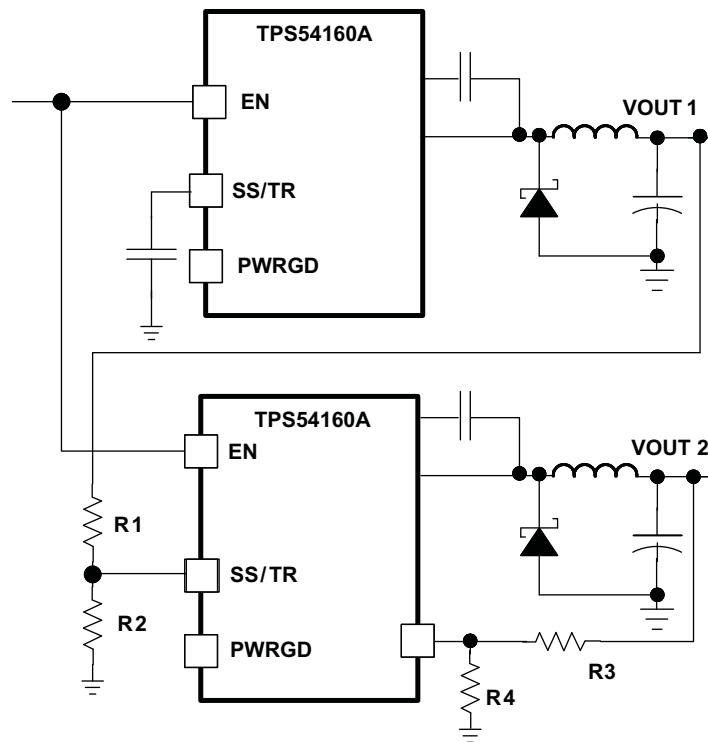 TPS54160A
EN
VOUT 1
SS/TR
PWRGD
TPS54160A
EN
VOUT 2
R1
SS/TR
R2
PWRGD
R3
R4